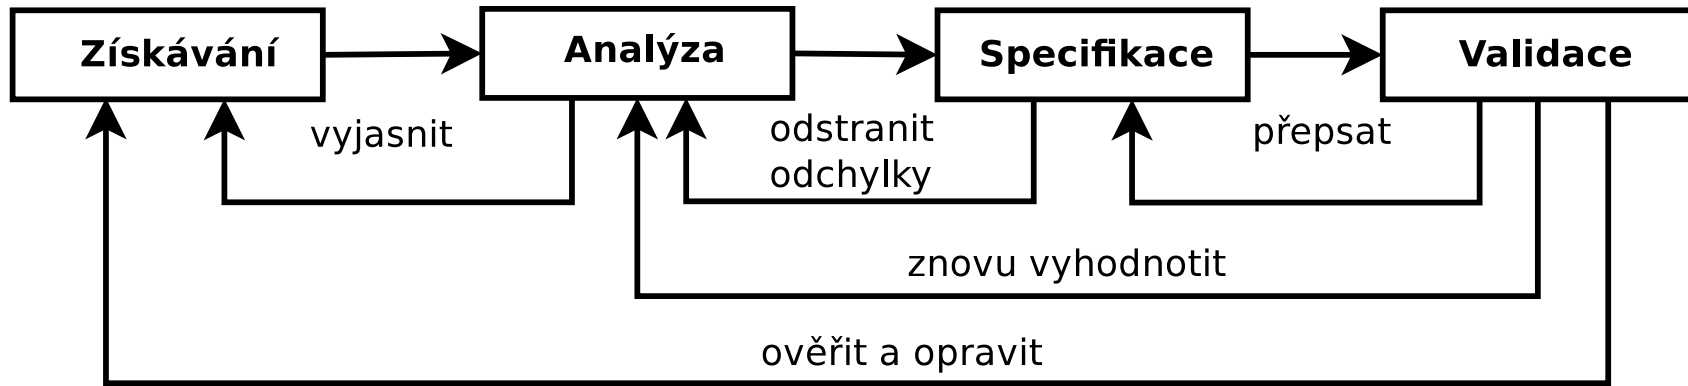 Získávání
Analýza
Specifikace
Validace
vyjasnit
odstranit
odchylky
přepsat
znovu vyhodnotit
ověřit a opravit